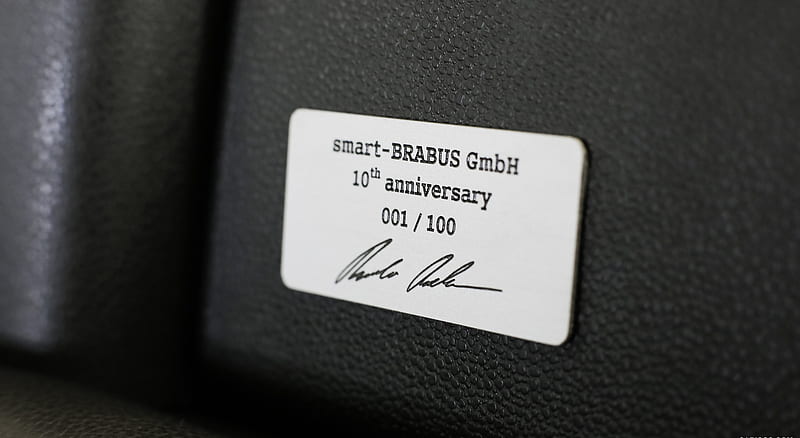 smart-BRABUS GmbH
10th anniversary
001 / 100